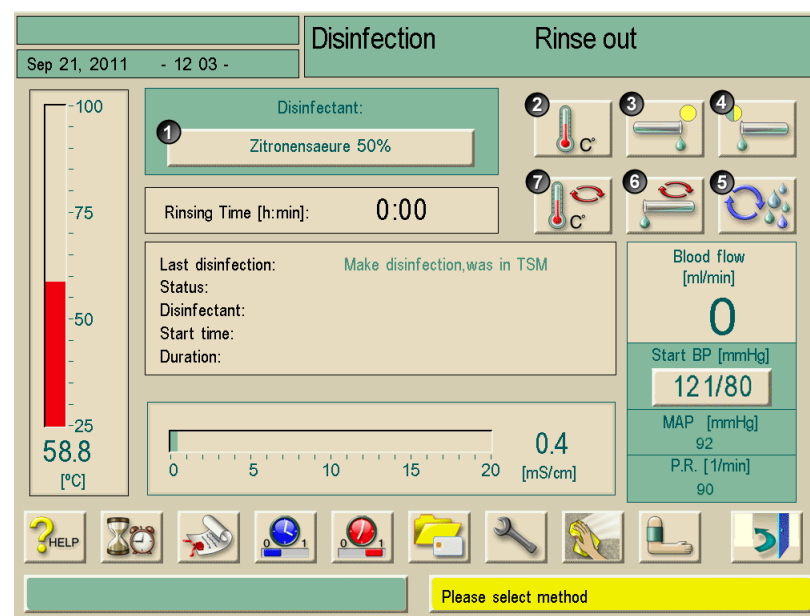 Disinfection Rinse out
Sep 21, 2011 - 12 03 -
100
75
50
25
58.8
[ºC]
Disinfectant:
1
Zitronensaeure 50%
Rinsing Time [h:min]: 0:00
Last disinfection: Make disinfection,was in TSM
Status:
Disinfectant:
Start time:
Duration:
0 5 10 15 20
0.4
[mS/cm]
2 3 4
C°
7 6 5
C°
Blood flow
[ml/min]
0
Start BP [mmHg]
121/80
MAP [mmHg]
92
P.R. [1/min]
90
?HELP
0 1
0 1
Please select method